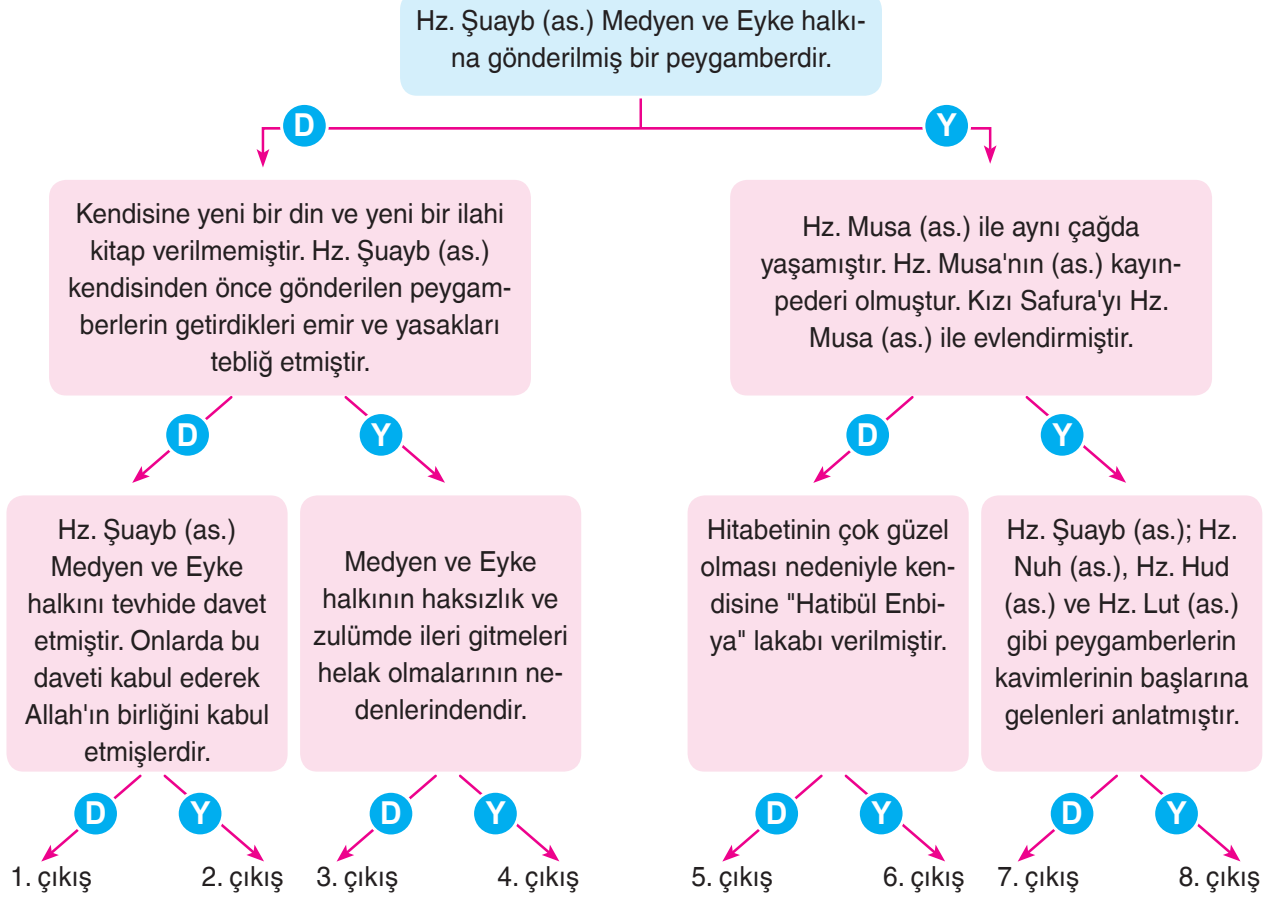 Hz. Şuayb (as.) Medyen ve Eyke halkı-
na gönderilmiş bir peygamberdir.
D
Y
Kendisine yeni bir din ve yeni bir ilahi
kitap verilmemiştir. Hz. Şuayb (as.)
kendisinden önce gönderilen peygam-
berlerin getirdikleri emir ve yasakları
tebliğ etmiştir.
Hz. Musa (as.) ile aynı çağda
yaşamıştır. Hz. Musa'nın (as.) kayın-
pederi olmuştur. Kızı Safura'yı Hz.
Musa (as.) ile evlendirmiştir.
D
Y
D
Y
Hz. Şuayb (as.)
Medyen ve Eyke
halkını tevhide davet
etmiştir. Onlarda bu
daveti kabul ederek
Allah'ın birliğini kabul
etmişlerdir.
Medyen ve Eyke
halkının haksızlık ve
zulümde ileri gitmeleri
helak olmalarının ne-
denlerindendir.
Hitabetinin çok güzel
olması nedeniyle ken-
disine "Hatibül Enbi-
ya" lakabı verilmiştir.
Hz. Şuayb (as.); Hz.
Nuh (as.), Hz. Hud
(as.) ve Hz. Lut (as.)
gibi peygamberlerin
kavimlerinin başlarına
gelenleri anlatmıştır.
D
Y
D
Y
D
Y
D
Y
1. çıkış
2. çıkış
3. çıkış
4. çıkış
5. çıkış
6. çıkış
7. çıkış
8. çıkış